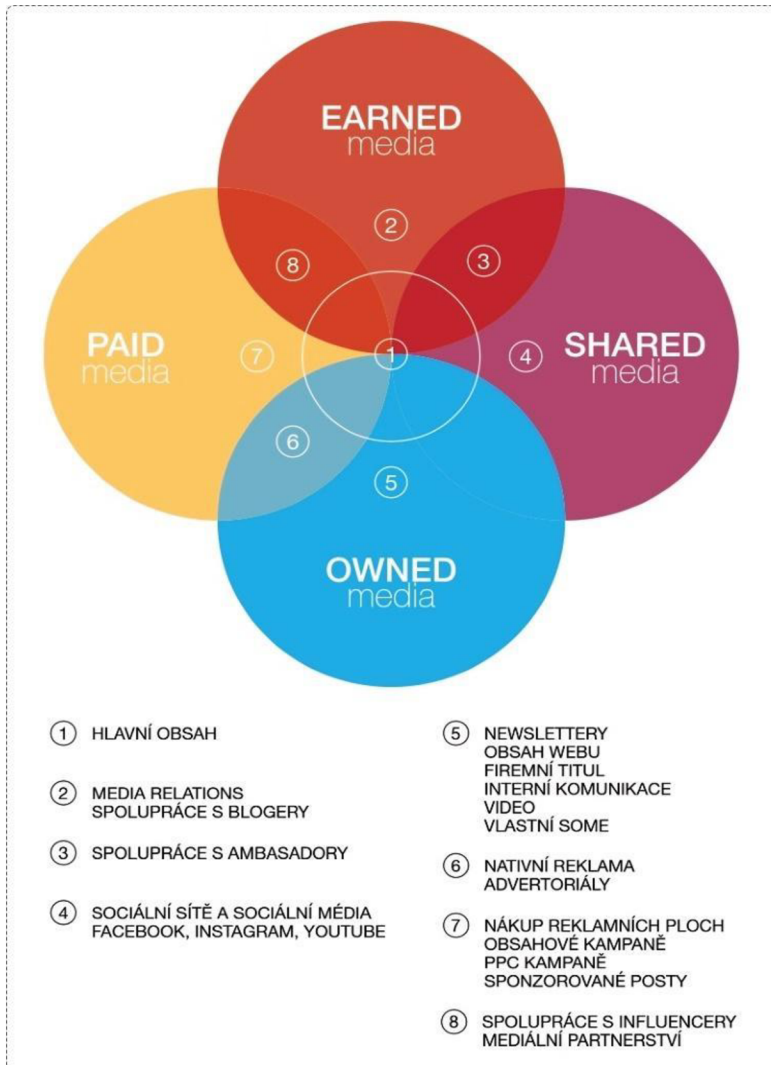 EARNED
media
2
8
3
PAID
media
7
1
4
SHARED
media
6
5
OWNED
media
1 HLAVNÍ OBSAH
2 MEDIA RELATIONS
SPOLUPRÁCE S BLOGERY
3 SPOLUPRÁCE S AMBASADORY
4 SOCIÁLNÍ SÍTĚ A SOCIÁLNÍ MÉDIA
FACEBOOK, INSTAGRAM, YOUTUBE
5 NEWSLETTERY
OBSAH WEBU
FIREMNÍ TITUL
INTERNÍ KOMUNIKACE
VIDEO
VLASTNÍ SOME
6 NATIVNÍ REKLAMA
ADVERTORIÁLY
7 NÁKUP REKLAMNÍCH PLOCH
OBSAHOVÉ KAMPANĚ
PPC KAMPANĚ
SPONZOROVANÉ POSTY
8 SPOLUPRÁCE S INFLUENCERY
MEDIÁLNÍ PARTNERSTVÍ